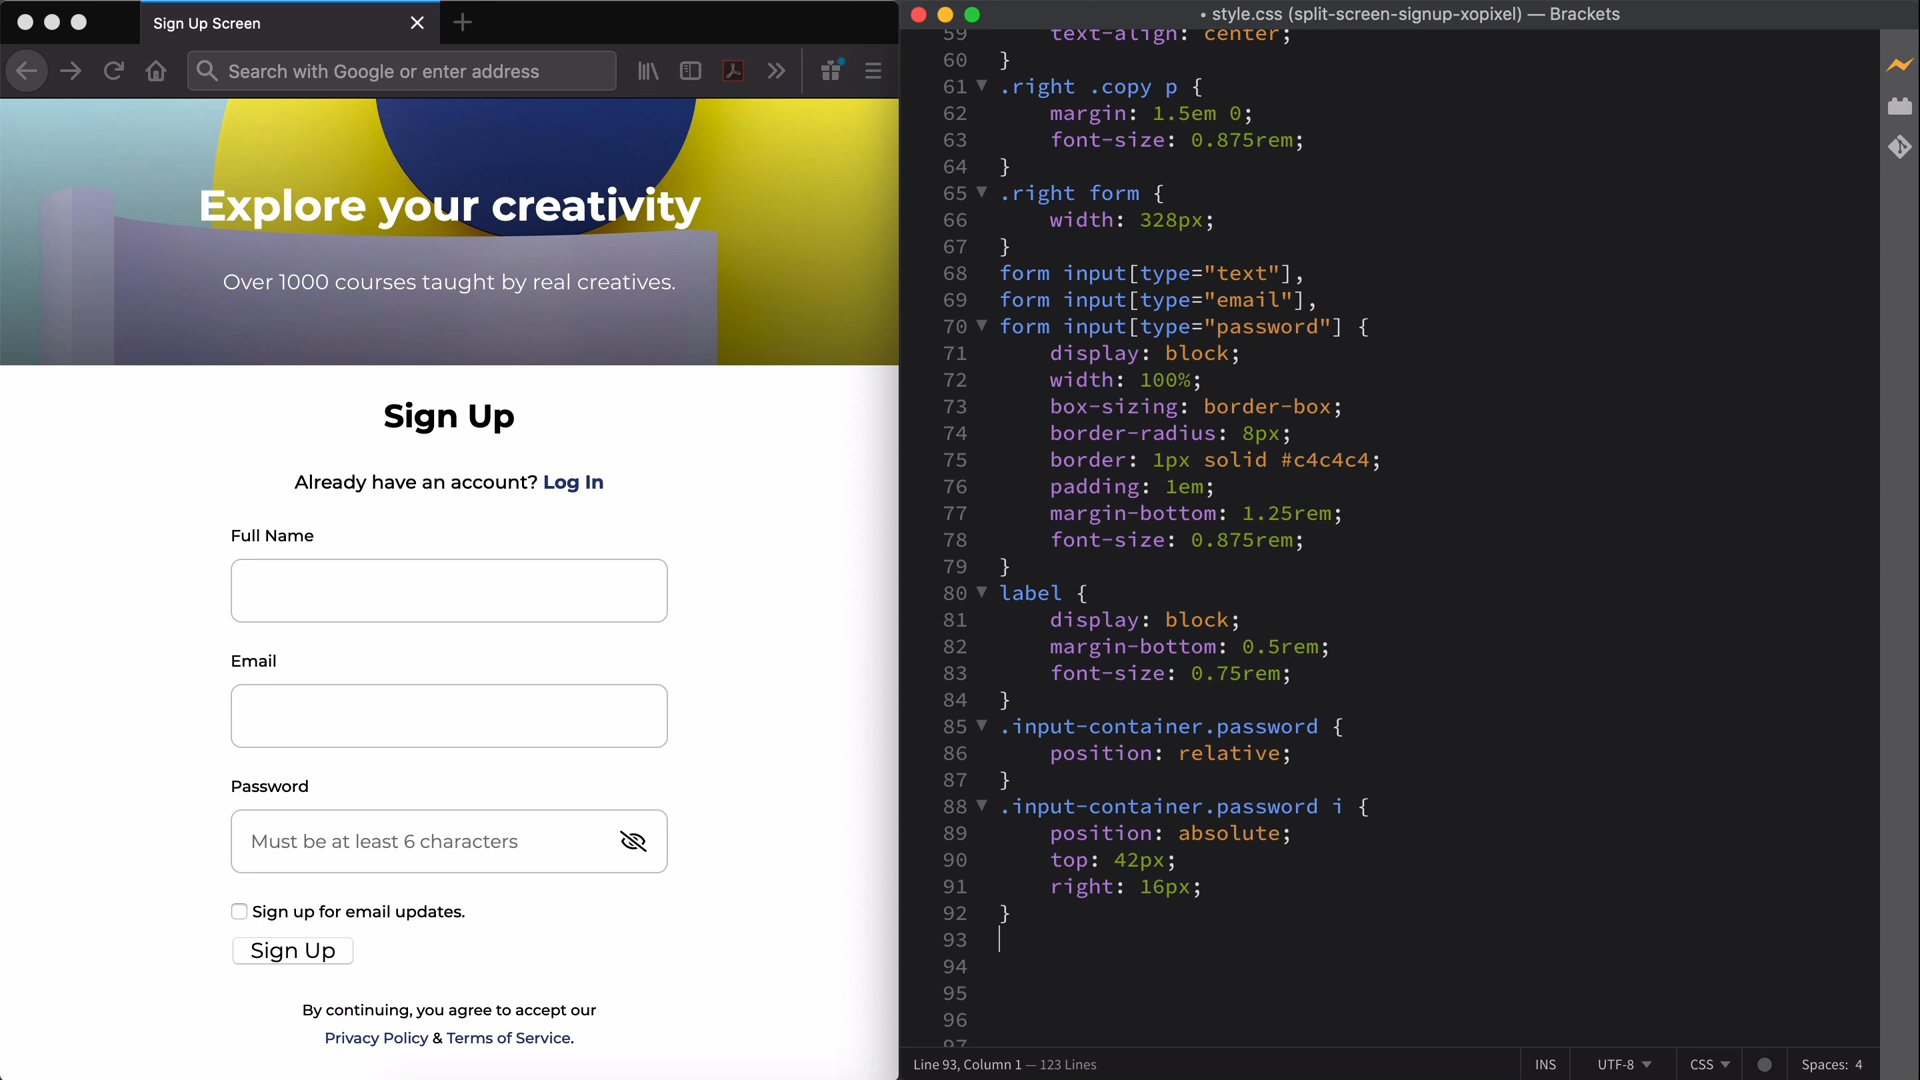 Sign Up Screen
Search with Google or enter address
Explore your creativity
Over 1000 courses taught by real creatives.
Sign Up
Already have an account? Log In
Full Name
Email
Password
Must be at least 6 characters
Sign up for email updates.
Sign Up
By continuing, you agree to accept our
Privacy Policy & Terms of Service.
• style.css (split-screen-signup-xopixel) — Brackets
59 text-align: center;
60 }
61 .right .copy p {
62 margin: 1.5em 0;
63 font-size: 0.875rem;
64 }
65 .right form {
66 width: 328px;
67 }
68 form input[type="text"],
69 form input[type="email"],
70 form input[type="password"] {
71 display: block;
72 width: 100%;
73 box-sizing: border-box;
74 border-radius: 8px;
75 border: 1px solid #c4c4c4;
76 padding: 1em;
77 margin-bottom: 1.25rem;
78 font-size: 0.875rem;
79 }
80 label {
81 display: block;
82 margin-bottom: 0.5rem;
83 font-size: 0.75rem;
84 }
85 .input-container.password {
86 position: relative;
87 }
88 .input-container.password i {
89 position: absolute;
90 top: 42px;
91 right: 16px;
92 }
93
94
95
96
97
Line 93, Column 1 — 123 Lines
INS UTF-8 CSS Spaces: 4